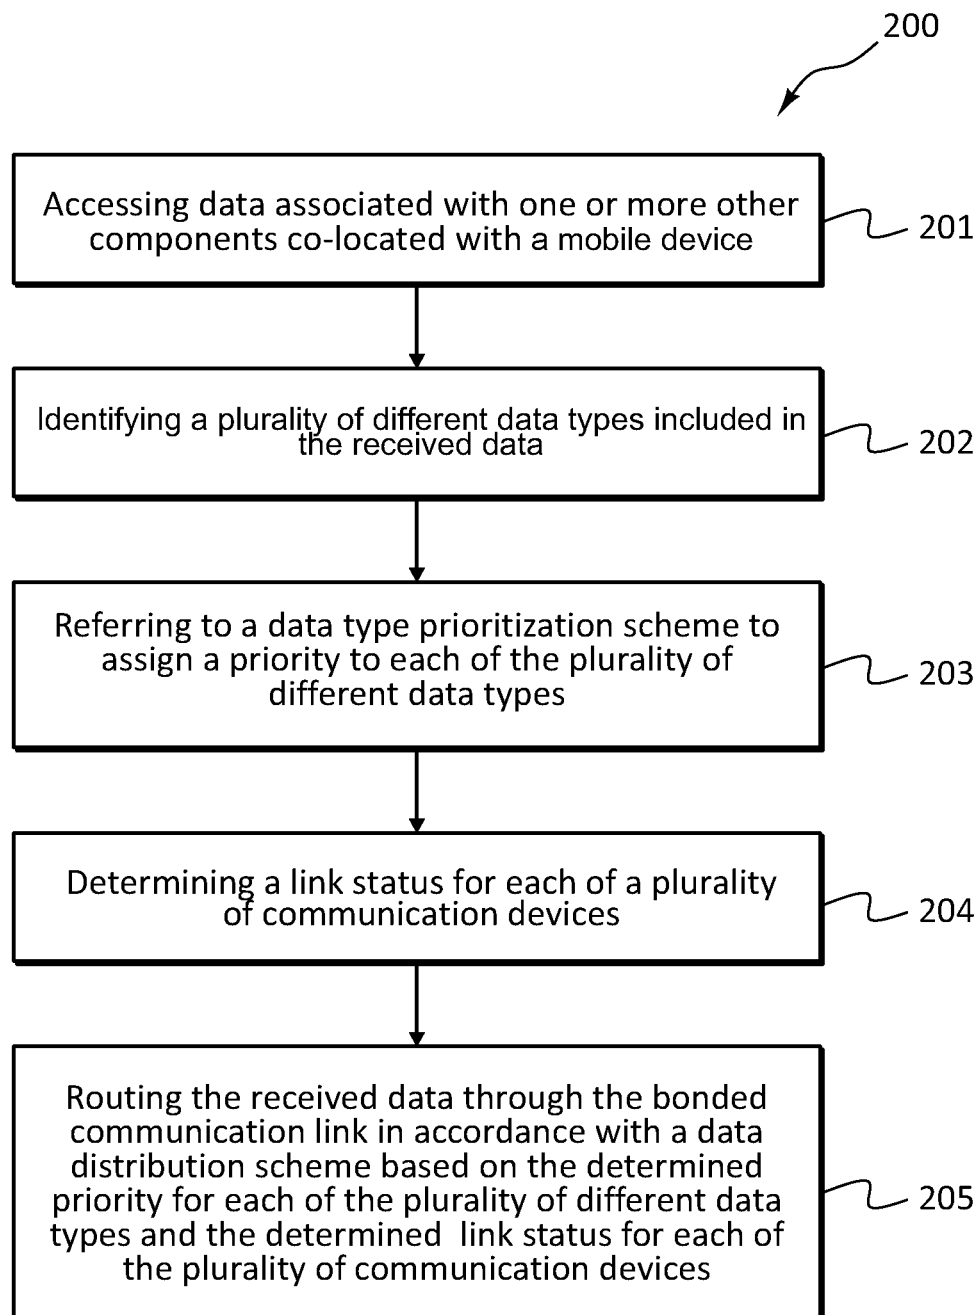 200
Accessing data associated with one or more other
components co-located with a mobile device
201
Identifying a plurality of different data types included in
the received data
202
Referring to a data type prioritization scheme to
assign a priority to each of the plurality of
different data types
203
Determining a link status for each of a plurality
of communication devices
204
Routing the received data through the bonded
communication link in accordance with a data
distribution scheme based on the determined
priority for each of the plurality of different data
types and the determined link status for each of
the plurality of communication devices
205